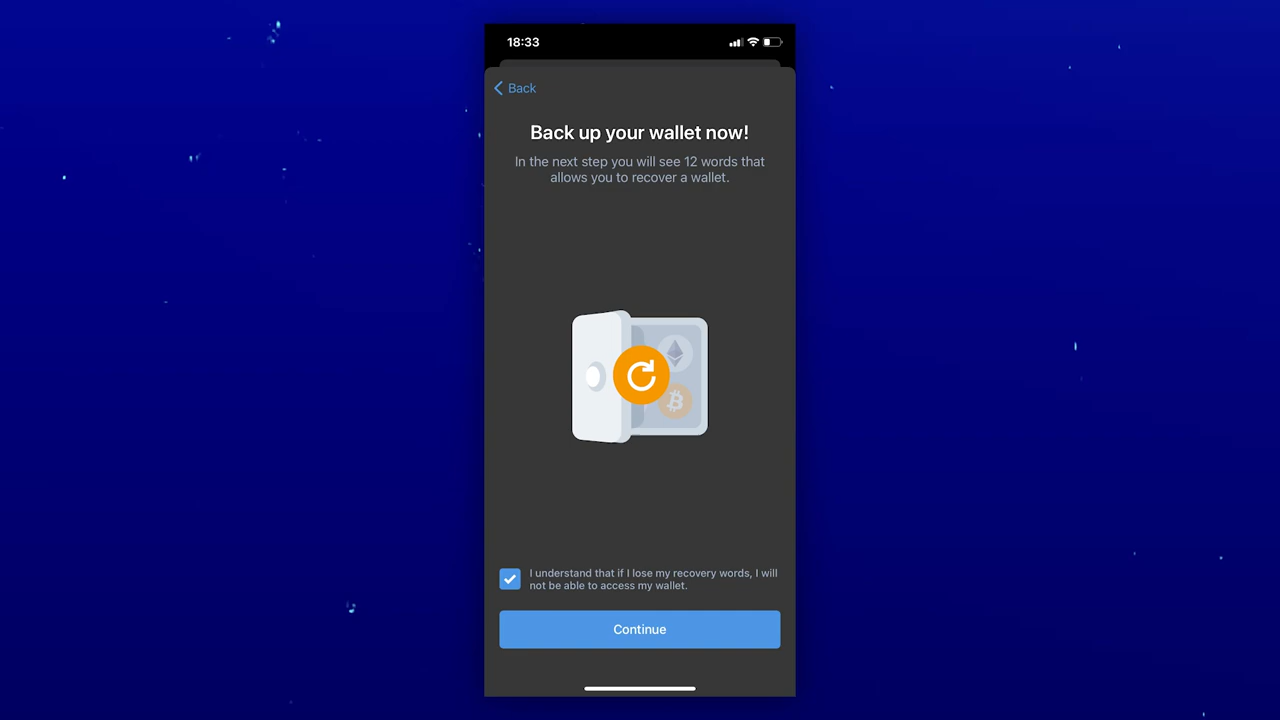 18:33
Back
Back up your wallet now!
In the next step you will see 12 words that
allows you to recover a wallet.
I understand that if I lose my recovery words, I will
not be able to access my wallet.
Continue